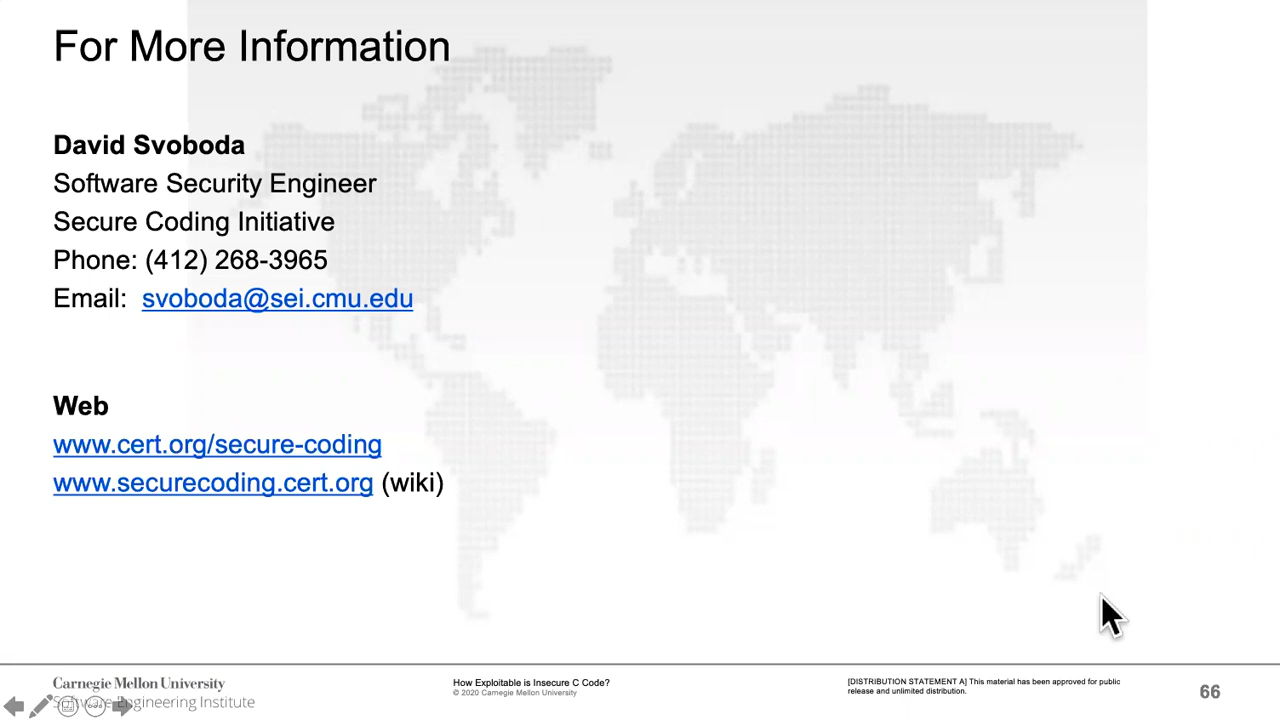 For More Information
David Svoboda
Software Security Engineer
Secure Coding Initiative
Phone: (412) 268-3965
Email: svoboda@sei.cmu.edu
Web
www.cert.org/secure-coding
www.securecoding.cert.org (wiki)
Carnegie Mellon University
Software Engineering Institute
How Exploitable is Insecure C Code?
© 2020 Carnegie Mellon University
[DISTRIBUTION STATEMENT A] This material has been approved for public
release and unlimited distribution.
66